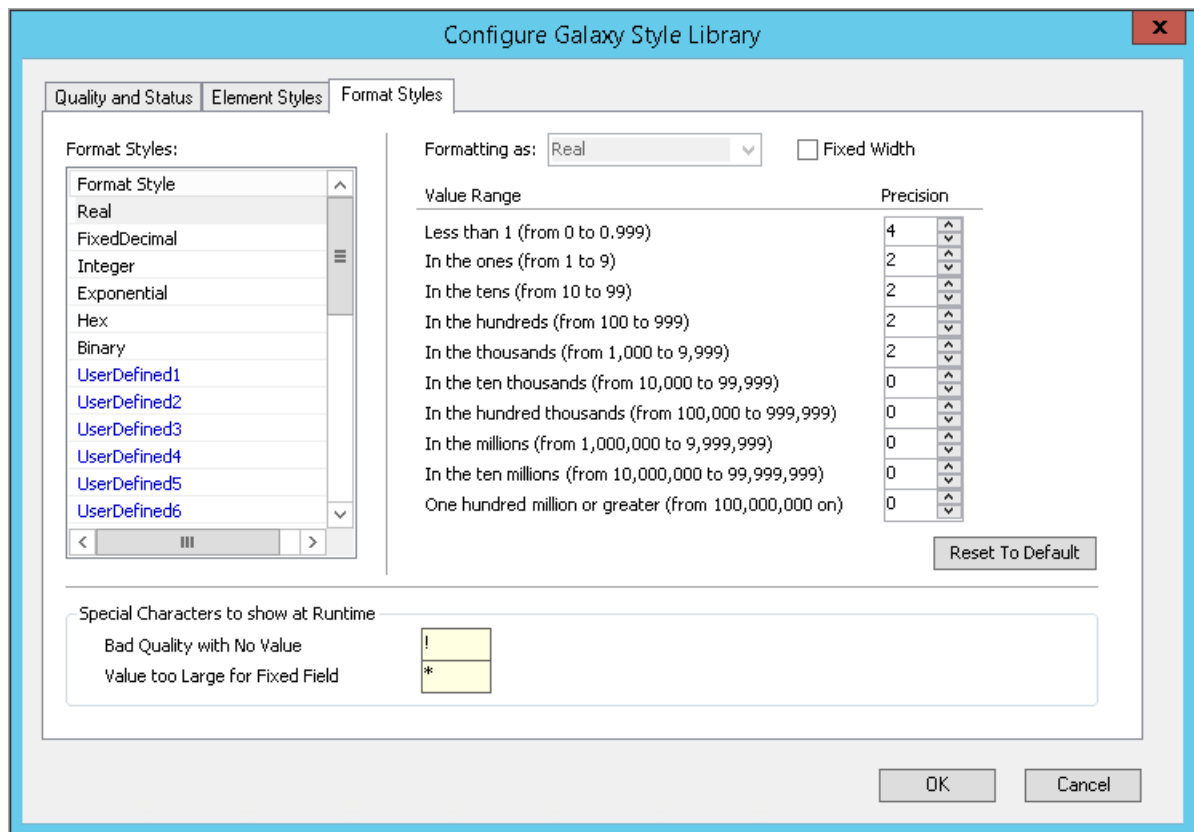 Configure Galaxy Style Library
x
Quality and Status
Element Styles
Format Styles
Format Styles:
Format Style
Real
FixedDecimal
Integer
Exponential
Hex
Binary
UserDefined1
UserDefined2
UserDefined3
UserDefined4
UserDefined5
UserDefined6
Formatting as: Real
Fixed Width
Value Range Precision
Less than 1 (from 0 to 0.999) 4
In the ones (from 1 to 9) 2
In the tens (from 10 to 99) 2
In the hundreds (from 100 to 999) 2
In the thousands (from 1,000 to 9,999) 2
In the ten thousands (from 10,000 to 99,999) 0
In the hundred thousands (from 100,000 to 999,999) 0
In the millions (from 1,000,000 to 9,999,999) 0
In the ten millions (from 10,000,000 to 99,999,999) 0
One hundred million or greater (from 100,000,000 on) 0
Reset To Default
Special Characters to show at Runtime
Bad Quality with No Value !
Value too Large for Fixed Field *
OK
Cancel